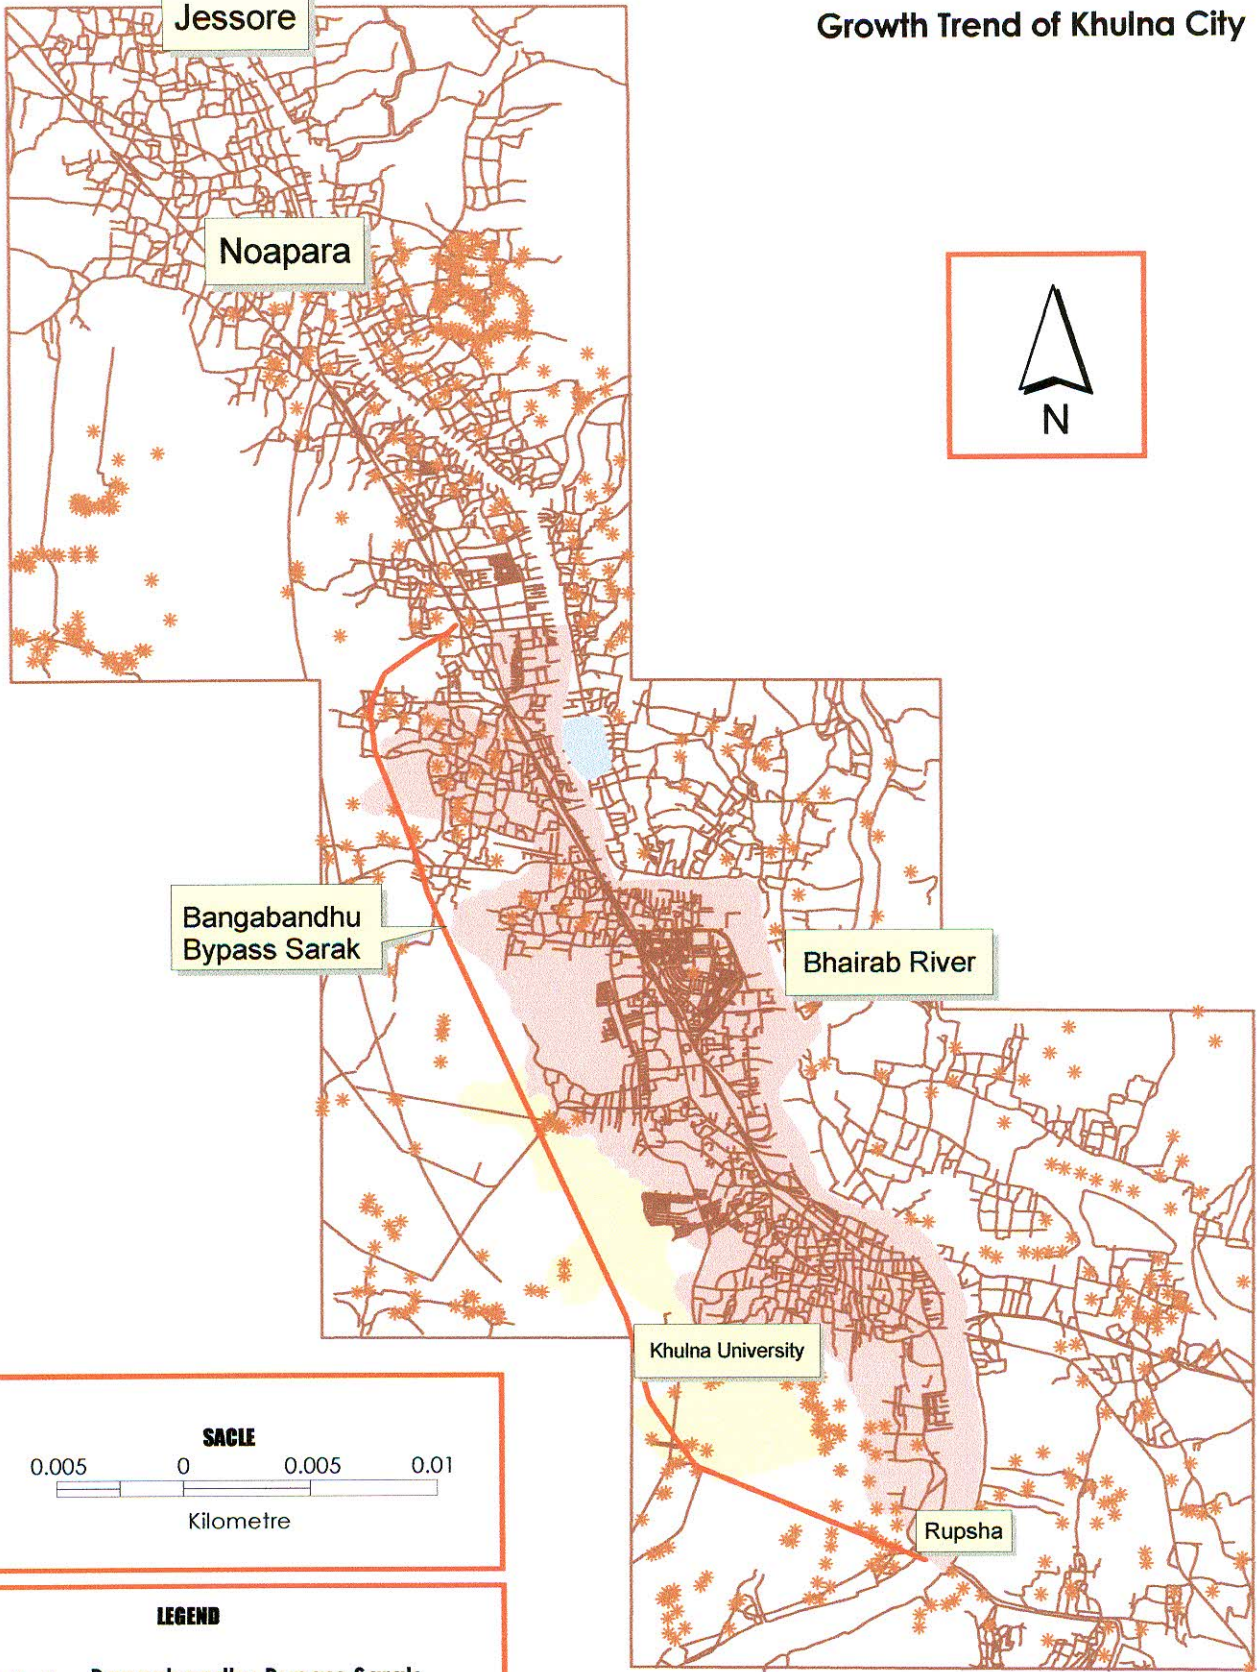 Growth Trend of Khulna City
Jessore
Noapara
N
Bangabandhu
Bypass Sarak
Bhairab River
Khulna University
Rupsha
SACLE
0.005 0 0.005 0.01
Kilometre
LEGEND